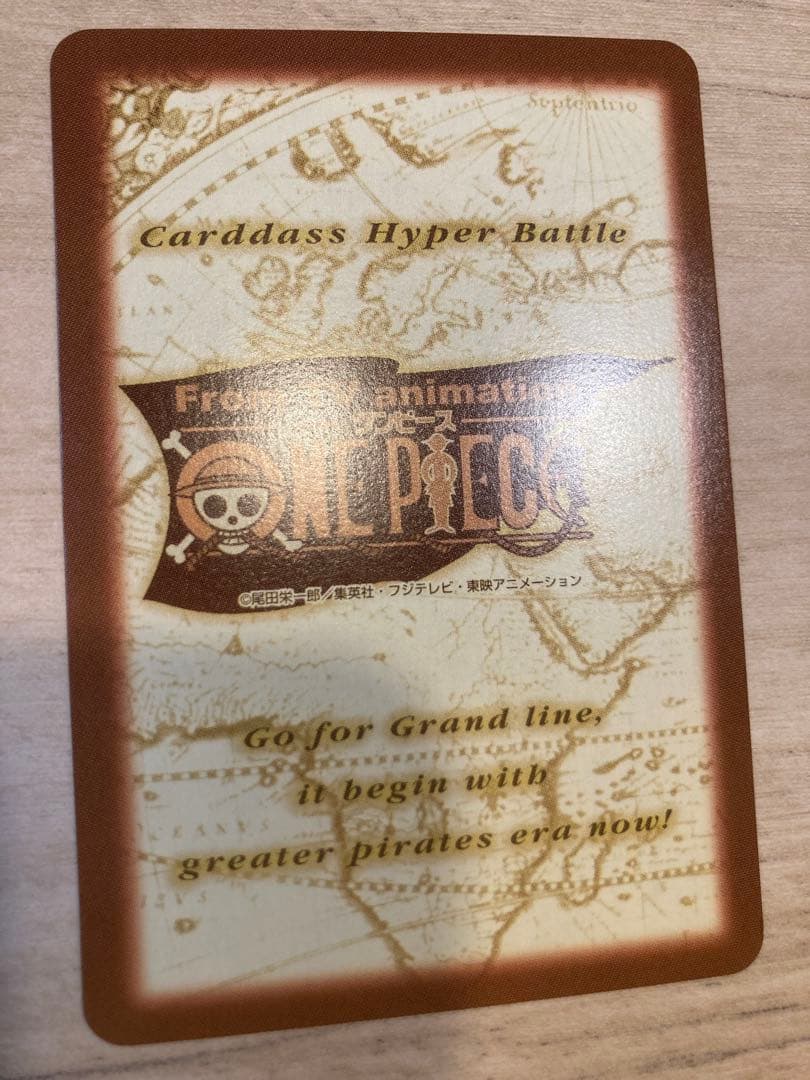 Septentrio
Carddass Hyper Battle
From TV animation
ワンピース
ONE PIECE
©尾田栄一郎／集英社・フジテレビ・東映アニメーション
Go for Grand line,
it begin with
greater pirates era now!